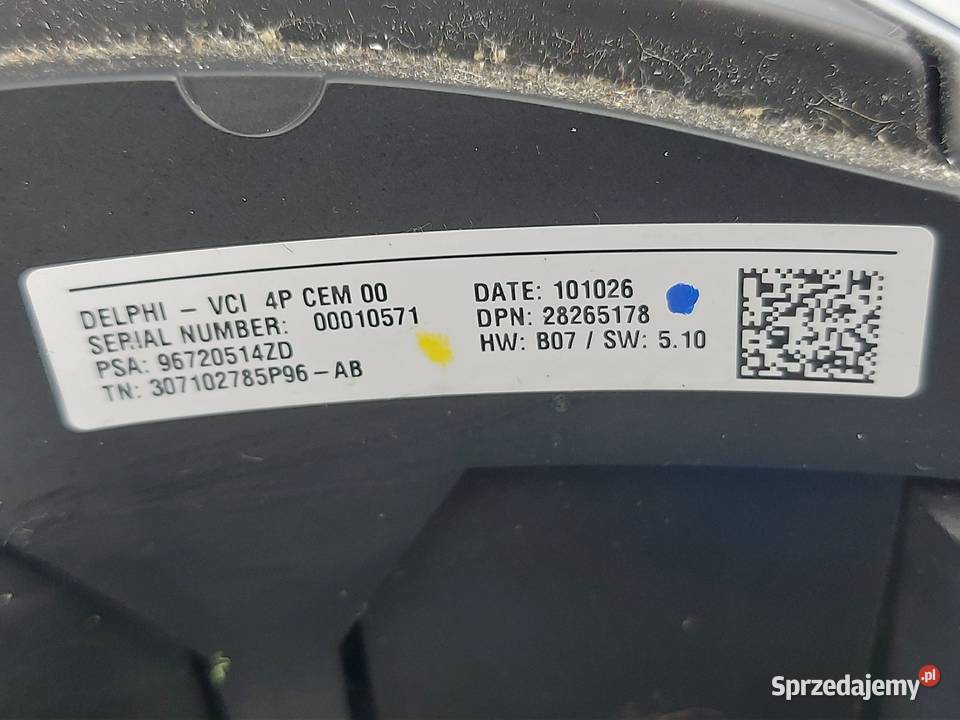 DELPHI – VCI 4P CEM 00
SERIAL NUMBER: 00010571
PSA: 96720514ZD
TN: 307102785P96 – AB
DATE: 101026
DPN: 28265178
HW: B07 / SW: 5.10
Sprzedajemy.pl